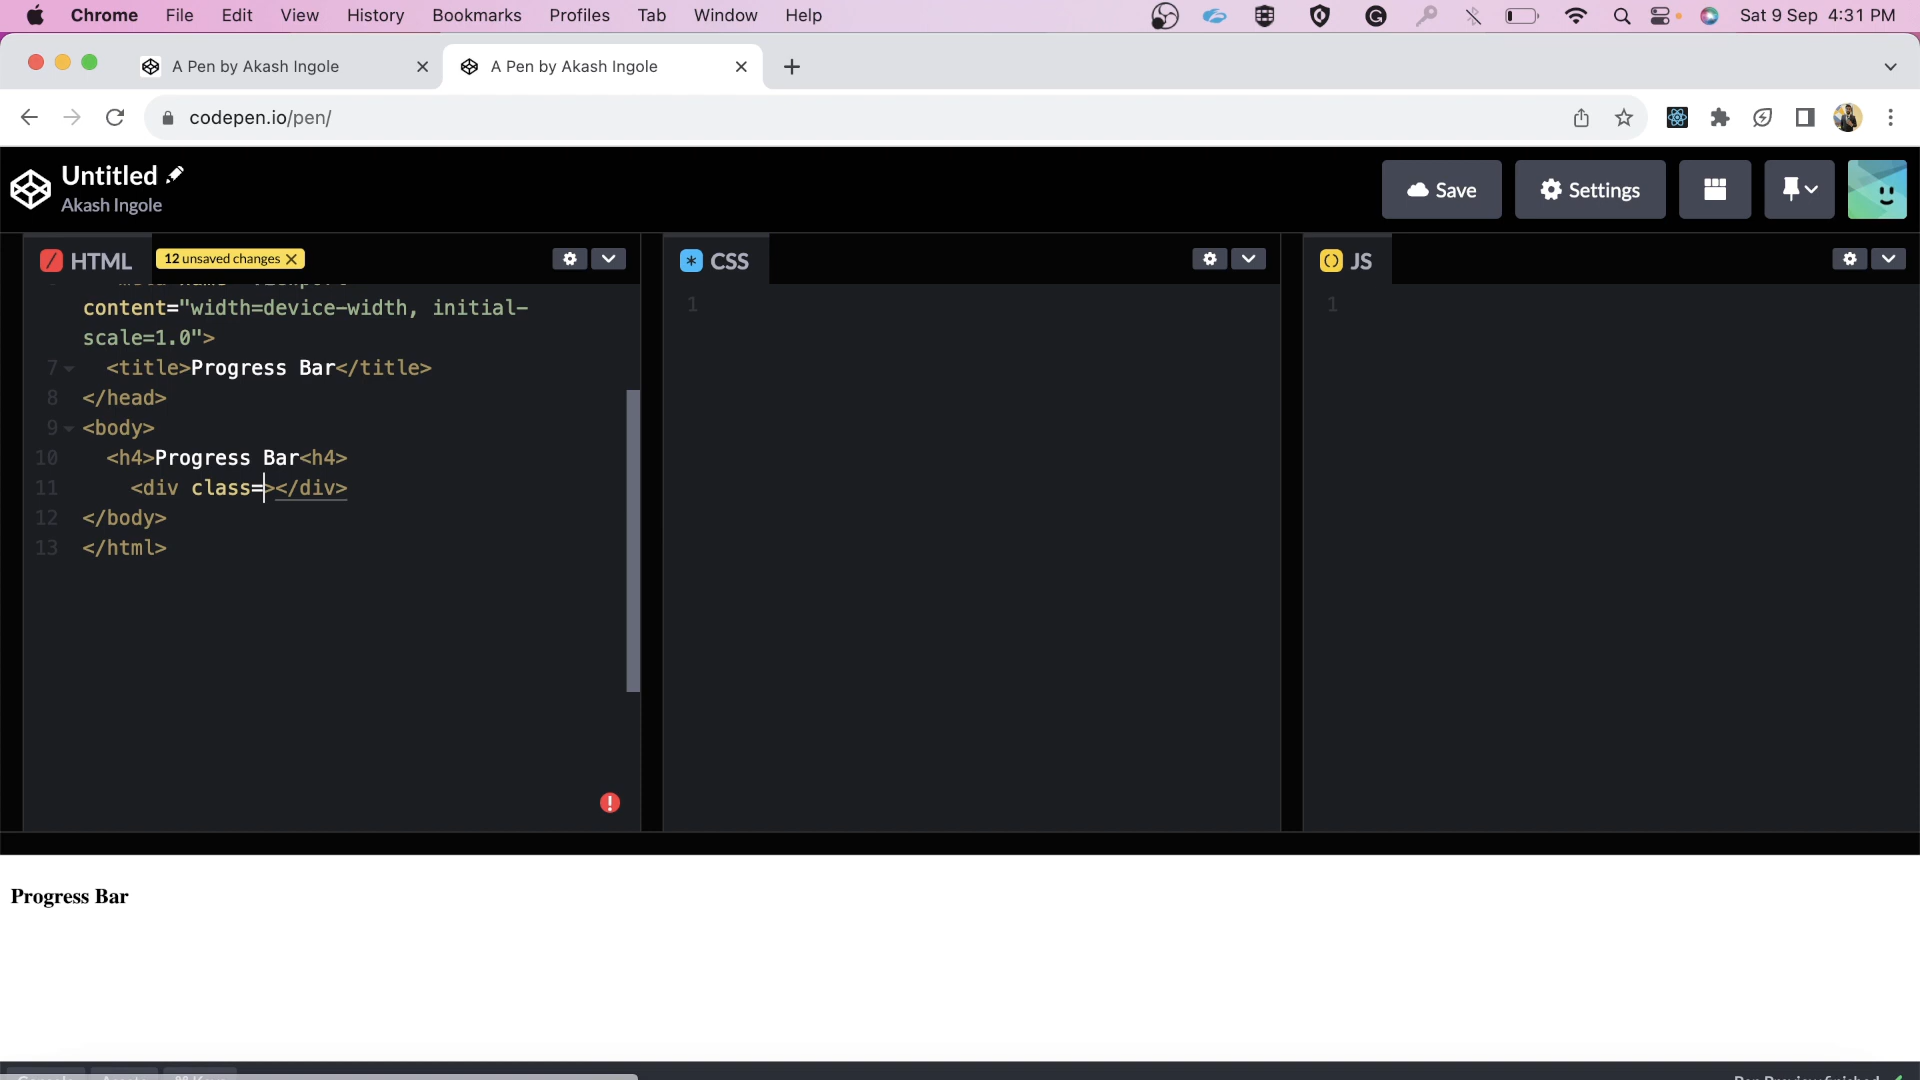 Chrome File Edit View History Bookmarks Profiles Tab Window Help Sat 9 Sep 4:31 PM
A Pen by Akash Ingole A Pen by Akash Ingole
codepen.io/pen/
Untitled
Akash Ingole
Save Settings
HTML 12 unsaved changes CSS JS
content="width=device-width, initial-
scale=1.0">
7 <title>Progress Bar</title>
8 </head>
9 <body>
10 <h4>Progress Bar<h4>
11 <div class=></div>
12 </body>
13 </html>
1
1
Progress Bar